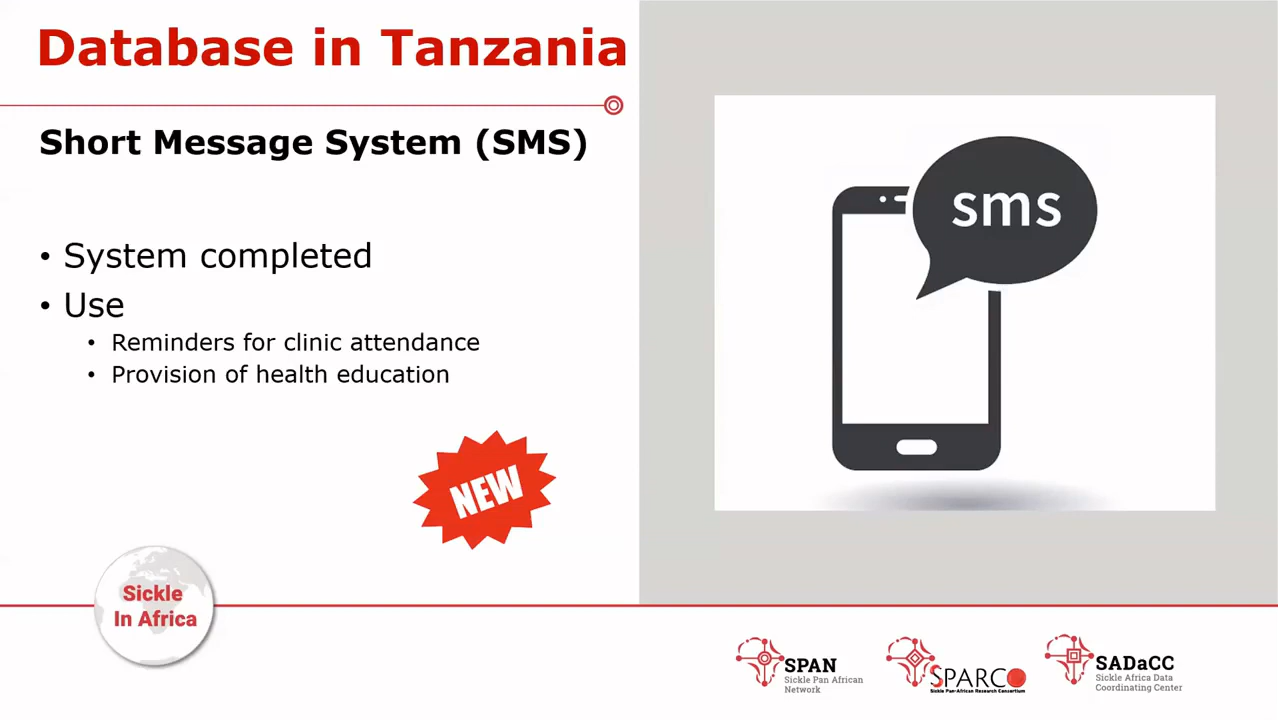 Database in Tanzania
Short Message System (SMS)
• System completed
• Use
• Reminders for clinic attendance
• Provision of health education
NEW
sms
Sickle
In Africa
SPAN
Sickle Pan African
Network
SPARCO
Sickle Pan-African Research Consortium
SADaCC
Sickle Africa Data
Coordinating Center